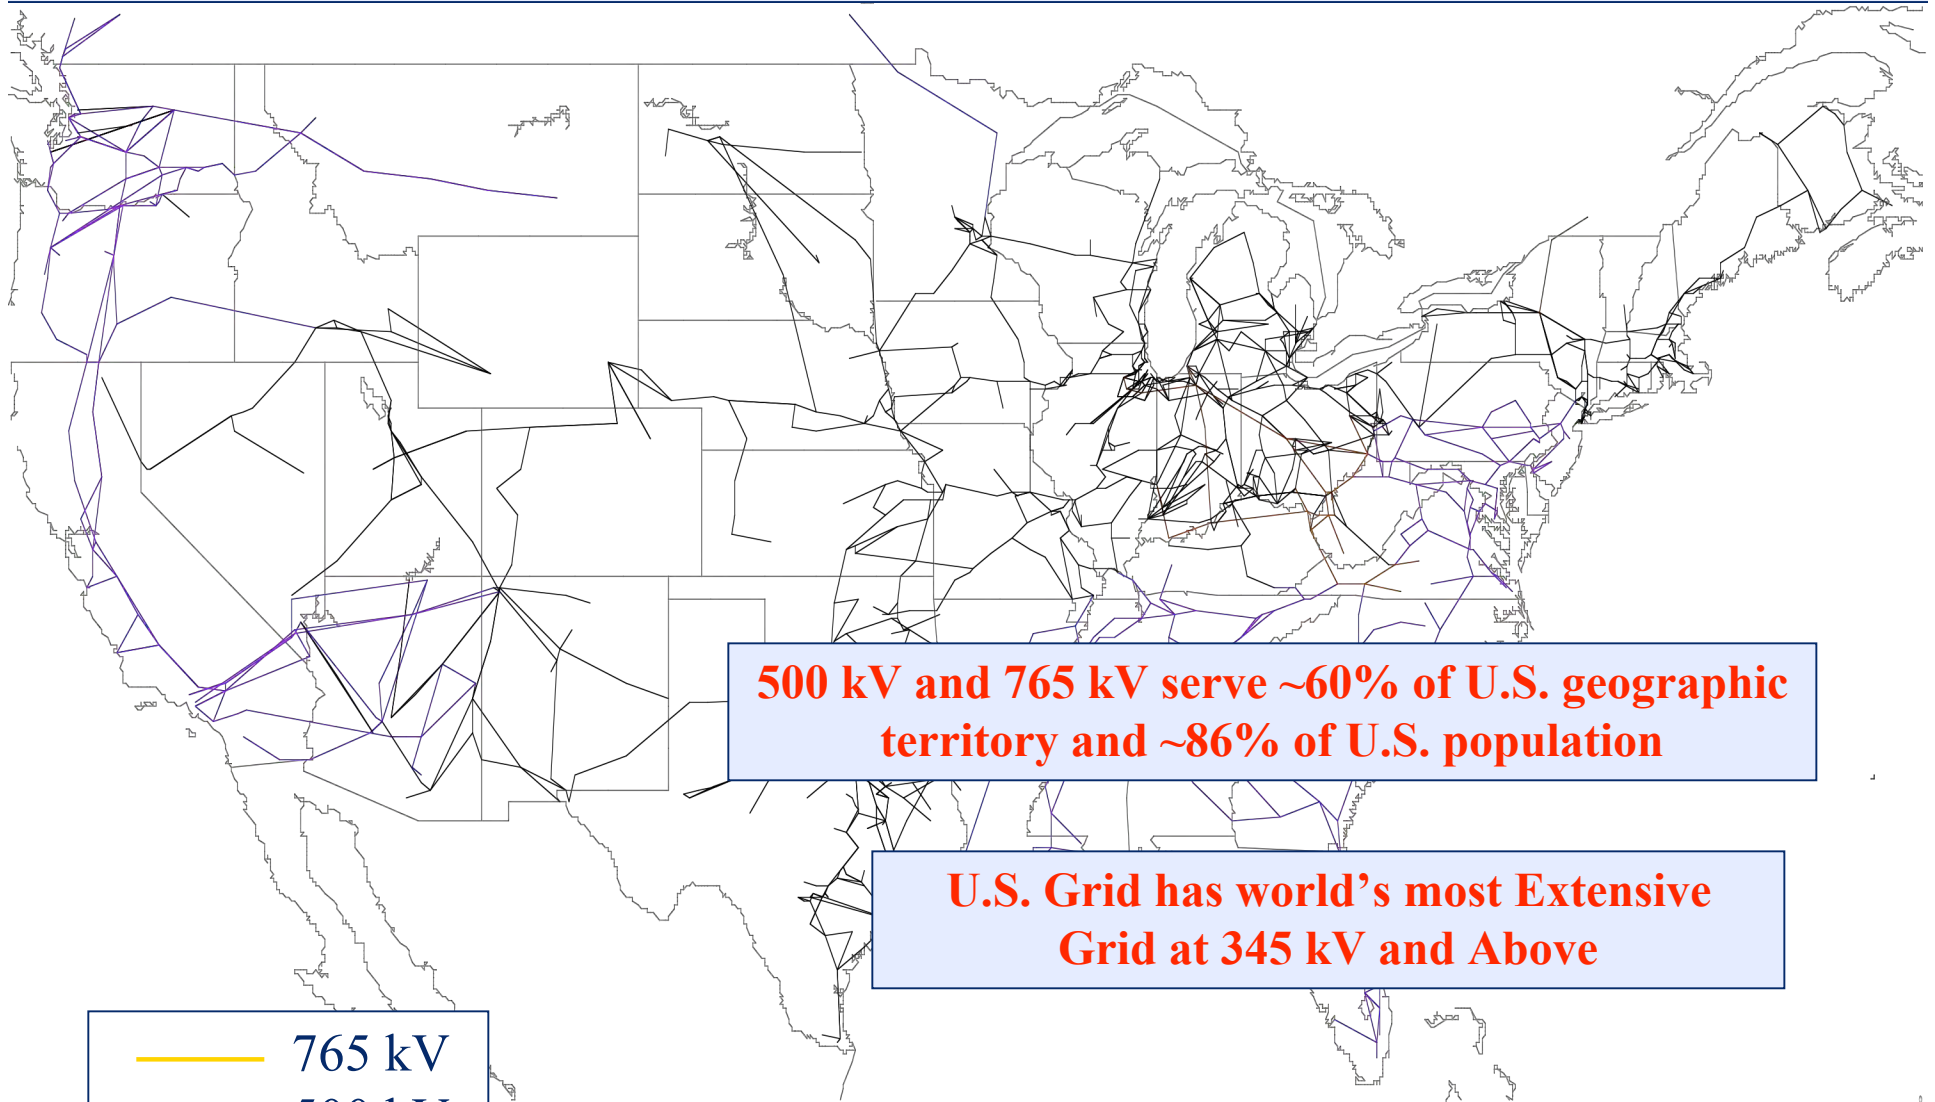 500 kV and 765 kV serve ~60% of U.S. geographic
territory and ~86% of U.S. population
U.S. Grid has world’s most Extensive
Grid at 345 kV and Above
765 kV